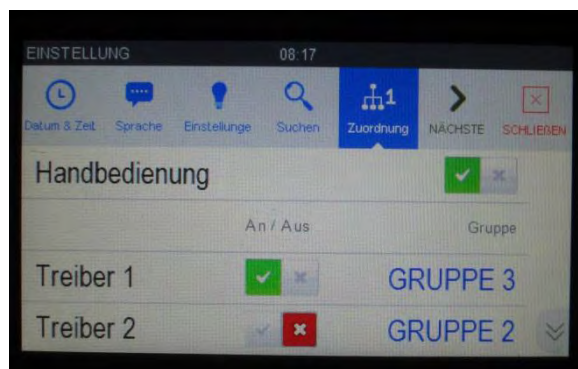 EINSTELLUNG 08:17
1
Datum & Zeit Sprache Einstellunge Suchen Zuordnung NÄCHSTE SCHLIEßEN
Handbedienung
An / Aus Gruppe
Treiber 1 GRUPPE 3
Treiber 2 GRUPPE 2